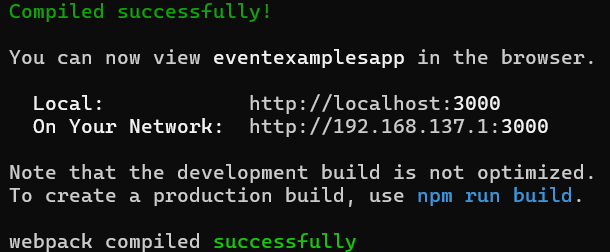 Compiled successfully!
You can now view eventexamplesapp in the browser.
Local: http://localhost:3000
On Your Network: http://192.168.137.1:3000
Note that the development build is not optimized.
To create a production build, use npm run build.
webpack compiled successfully